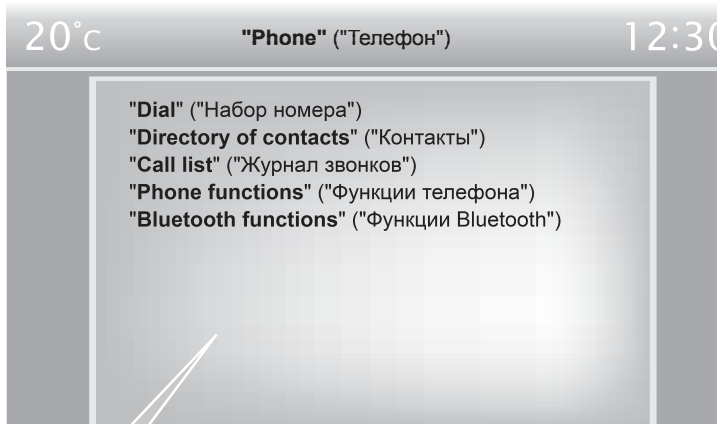 20°C "Phone" ("Телефон") 12:30
"Dial" ("Набор номера")
"Directory of contacts" ("Контакты")
"Call list" ("Журнал звонков")
"Phone functions" ("Функции телефона")
"Bluetooth functions" ("Функции Bluetooth")